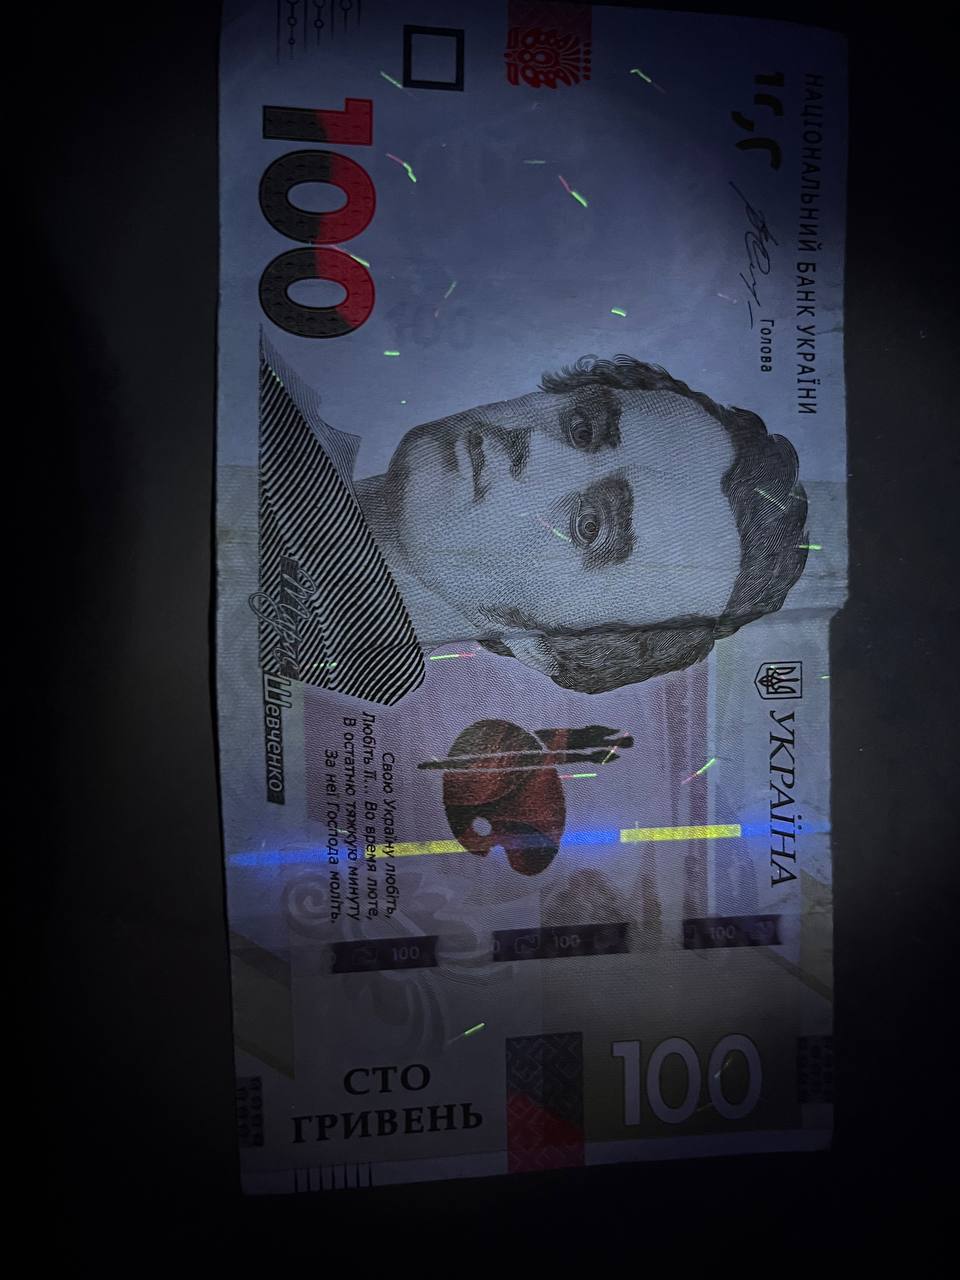 НАЦІОНАЛЬНИЙ БАНК УКРАЇНИ
Голова
100
УКРАЇНА
Тарас Шевченко
Свою Україну любіть,
Любіть її... Во время люте,
В остатню тяжкую минуту
За неї Господа моліть.
100
100
100
100
СТО
ГРИВЕНЬ